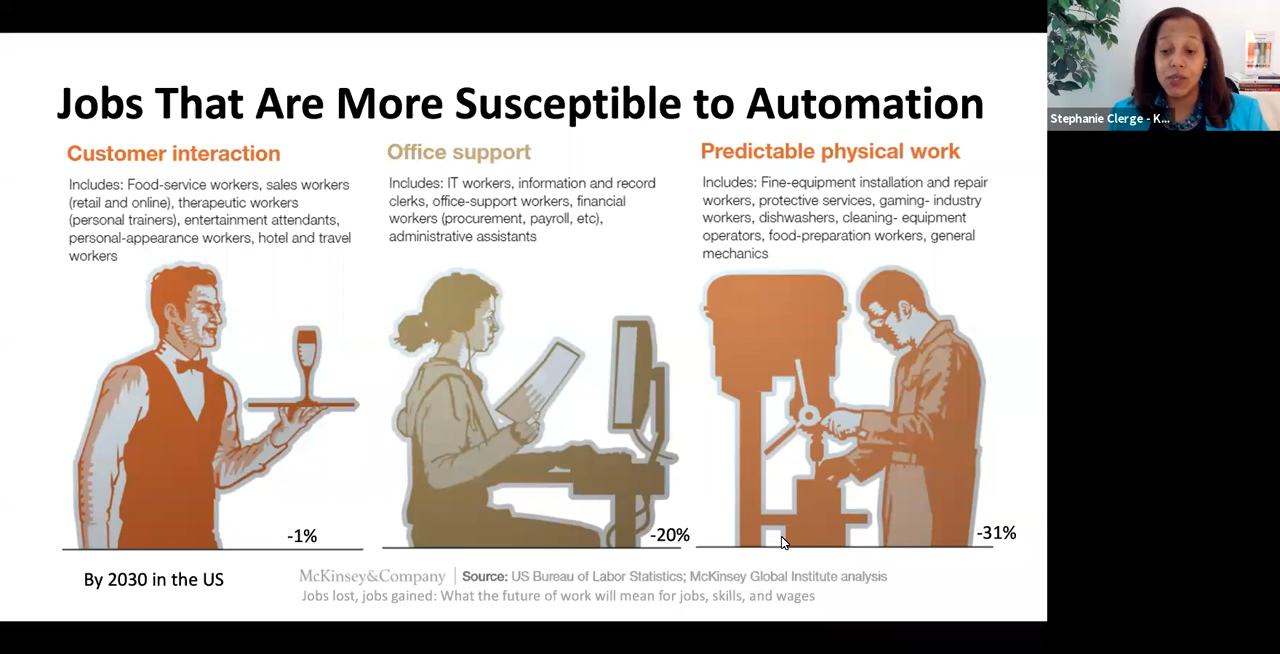 Jobs That Are More Susceptible to Automation
Customer interaction
Includes: Food-service workers, sales workers
(retail and online), therapeutic workers
(personal trainers), entertainment attendants,
personal-appearance workers, hotel and travel
workers
-1%
Office support
Includes: IT workers, information and record
clerks, office-support workers, financial
workers (procurement, payroll, etc),
administrative assistants
-20%
Predictable physical work
Includes: Fine-equipment installation and repair
workers, protective services, gaming- industry
workers, dishwashers, cleaning- equipment
operators, food-preparation workers, general
mechanics
-31%
By 2030 in the US
McKinsey&Company
Source: US Bureau of Labor Statistics; McKinsey Global Institute analysis
Jobs lost, jobs gained: What the future of work will mean for jobs, skills, and wages
Stephanie Clerge - K...